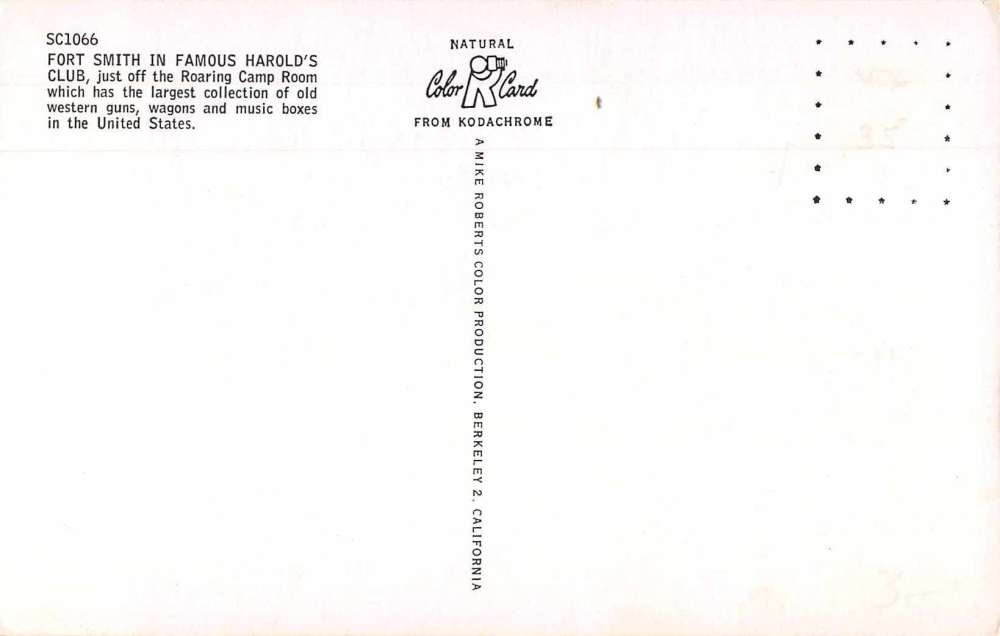 SC1066
FORT SMITH IN FAMOUS HAROLD'S
CLUB, just off the Roaring Camp Room
which has the largest collection of old
western guns, wagons and music boxes
in the United States.
NATURAL
Color Card
FROM KODACHROME
A MIKE ROBERTS COLOR PRODUCTION, BERKELEY 2, CALIFORNIA
35
3-